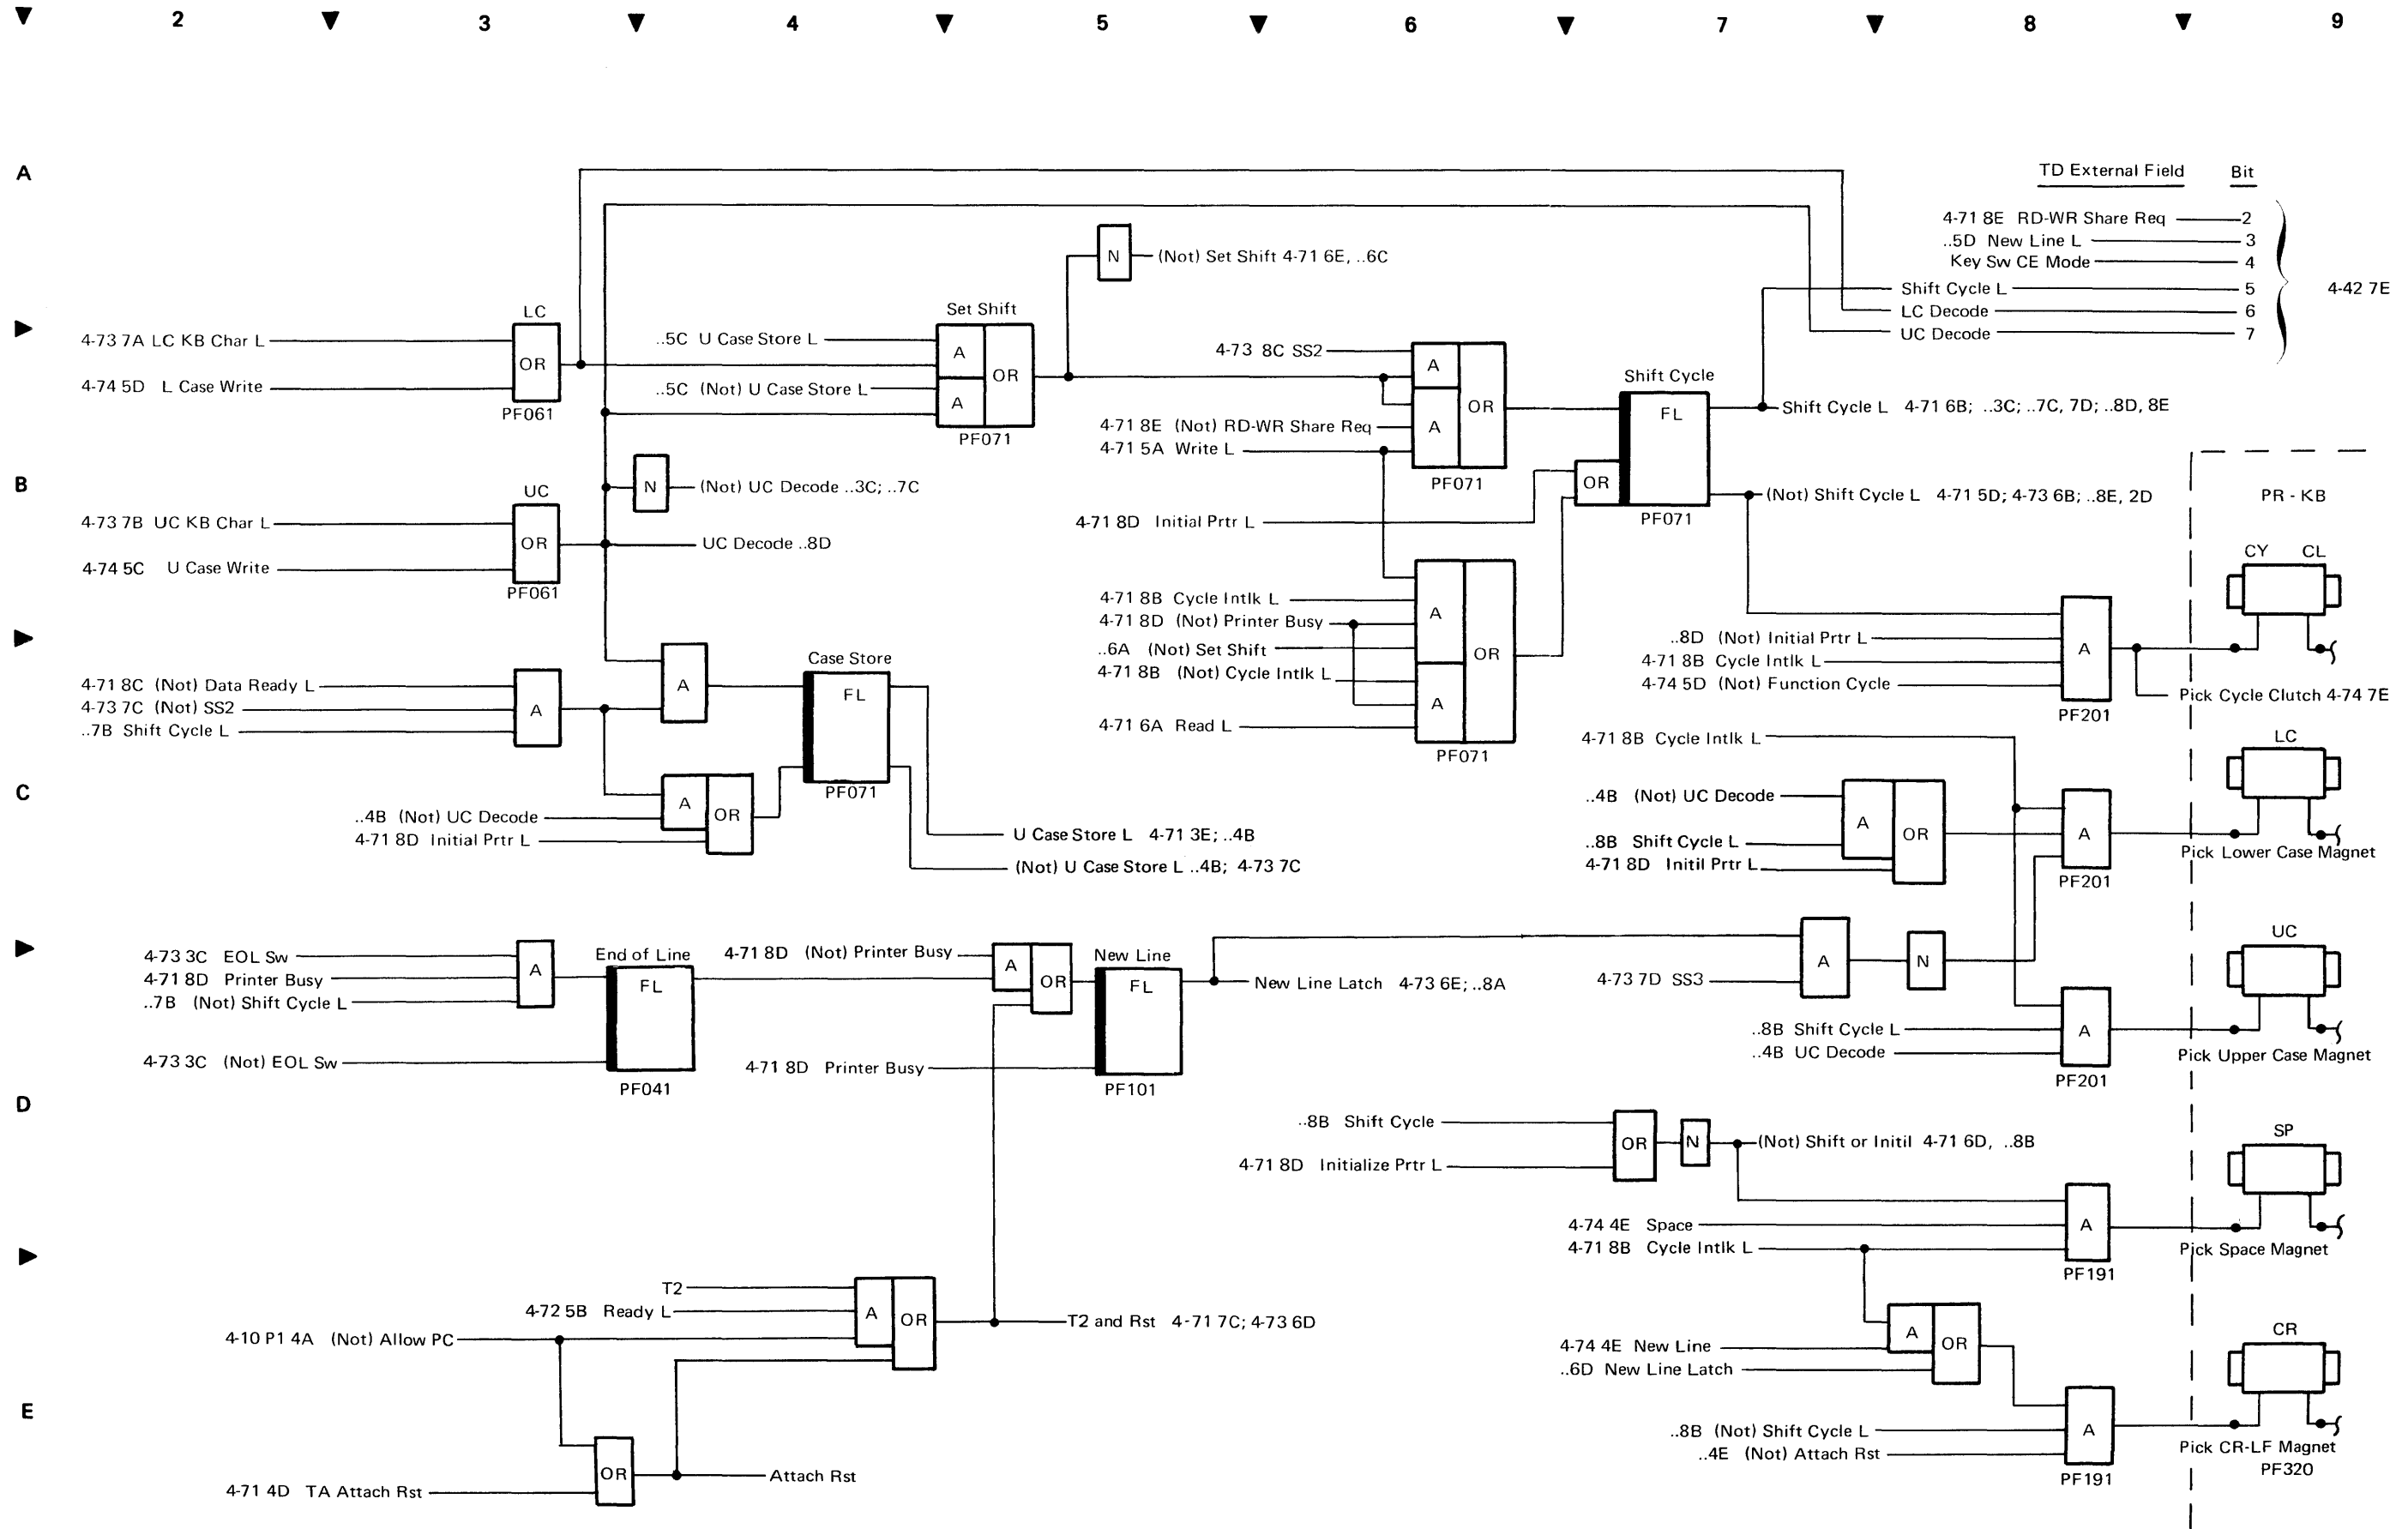 2 3 4 5 6 7 8 9
A
TD External Field Bit
4-71 8E RD-WR Share Req 2
..5D New Line L 3
Key Sw CE Mode 4
Shift Cycle L 5
4-42 7E
LC Decode 6
UC Decode 7
N (Not) Set Shift 4-71 6E, ..6C
LC
4-73 7A LC KB Char L
OR
4-74 5D L Case Write
PF061
Set Shift
..5C U Case Store L
A
OR
..5C (Not) U Case Store L
A
PF071
4-73 8C SS2
A
OR
4-71 8E (Not) RD-WR Share Req
A
4-71 5A Write L
PF071
Shift Cycle
FL
OR
PF071
Shift Cycle L 4-71 6B; ..3C; ..7C, 7D; ..8D, 8E
(Not) Shift Cycle L 4-71 5D; 4-73 6B; ..8E, 2D
B
N (Not) UC Decode ..3C; ..7C
UC
4-73 7B UC KB Char L
OR
UC Decode ..8D
4-74 5C U Case Write
PF061
4-71 8D Initial Prtr L
PR - KB
CY CL
4-71 8B Cycle Intlk L
A
4-71 8D (Not) Printer Busy
..6A (Not) Set Shift
OR
4-71 8B (Not) Cycle Intlk L
A
4-71 6A Read L
PF071
..8D (Not) Initial Prtr L
A
4-71 8B Cycle Intlk L
4-74 5D (Not) Function Cycle
PF201
Pick Cycle Clutch 4-74 7E
4-71 8C (Not) Data Ready L
4-73 7C (Not) SS2
A
..7B Shift Cycle L
A
Case Store
FL
PF071
C
A
OR
..4B (Not) UC Decode
4-71 8D Initial Prtr L
U Case Store L 4-71 3E; ..4B
(Not) U Case Store L ..4B; 4-73 7C
4-71 8B Cycle Intlk L
LC
..4B (Not) UC Decode
A
OR
A
..8B Shift Cycle L
4-71 8D Initil Prtr L
PF201
Pick Lower Case Magnet
4-73 3C EOL Sw
4-71 8D Printer Busy
A
..7B (Not) Shift Cycle L
End of Line
FL
4-73 3C (Not) EOL Sw
PF041
4-71 8D (Not) Printer Busy
A
OR
New Line
FL
4-71 8D Printer Busy
PF101
New Line Latch 4-73 6E; ..8A
A
N
4-73 7D SS3
UC
..8B Shift Cycle L
A
..4B UC Decode
PF201
Pick Upper Case Magnet
D
..8B Shift Cycle
OR
N
(Not) Shift or Initil 4-71 6D, ..8B
4-71 8D Initialize Prtr L
SP
4-74 4E Space
A
4-71 8B Cycle Intlk L
PF191
Pick Space Magnet
T2
4-72 5B Ready L
A
OR
4-10 P1 4A (Not) Allow PC
T2 and Rst 4-71 7C; 4-73 6D
A
OR
4-74 4E New Line
..6D New Line Latch
CR
E
..8B (Not) Shift Cycle L
A
..4E (Not) Attach Rst
PF191
Pick CR-LF Magnet
PF320
OR
Attach Rst
4-71 4D TA Attach Rst